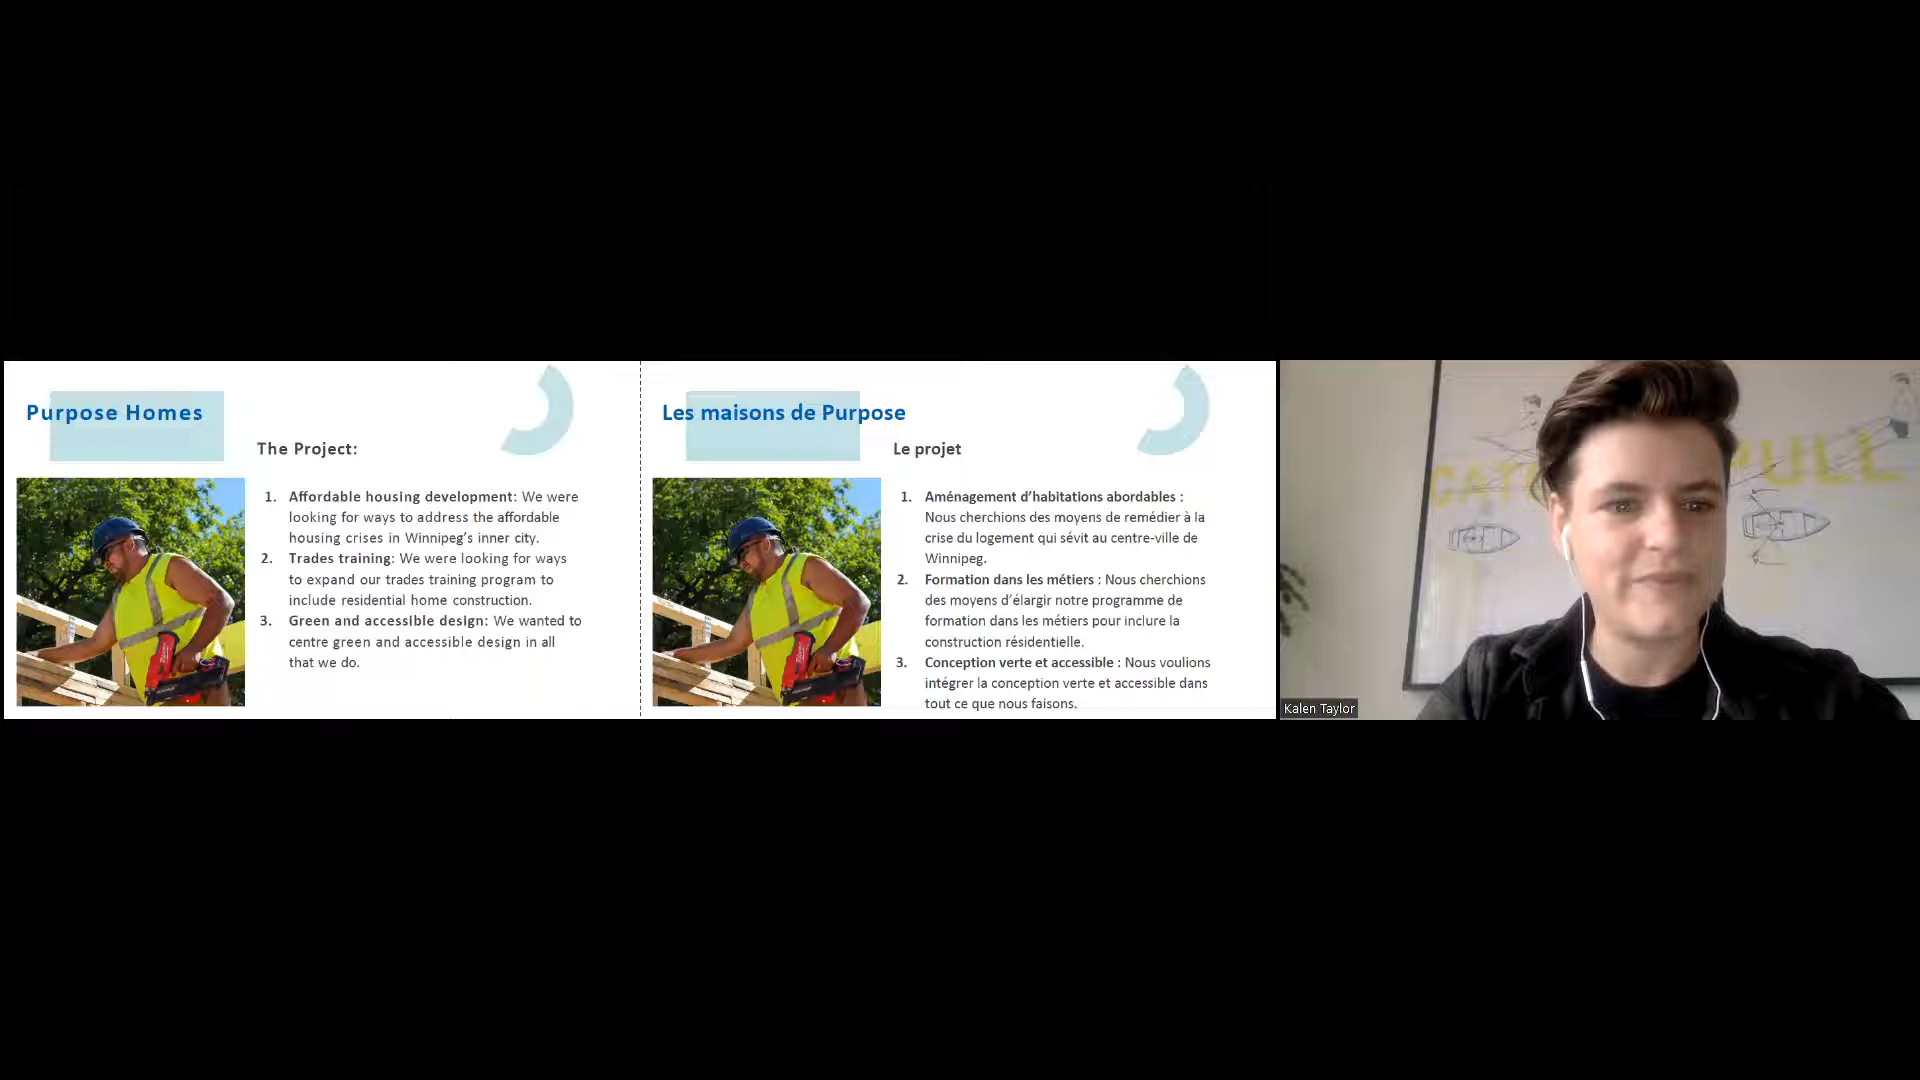 Purpose Homes
The Project:
1. Affordable housing development: We were
looking for ways to address the affordable
housing crises in Winnipeg's inner city.
2. Trades training: We were looking for ways
to expand our trades training program to
include residential home construction.
3. Green and accessible design: We wanted to
centre green and accessible design in all
that we do.
Les maisons de Purpose
Le projet
1. Aménagement d’habitations abordables :
Nous cherchions des moyens de remédier à la
crise du logement qui sévit au centre-ville de
Winnipeg.
2. Formation dans les métiers : Nous cherchions
des moyens d’élargir notre programme de
formation dans les métiers pour inclure la
construction résidentielle.
3. Conception verte et accessible : Nous voulions
intégrer la conception verte et accessible dans
tout ce que nous faisons.
Kalen Taylor